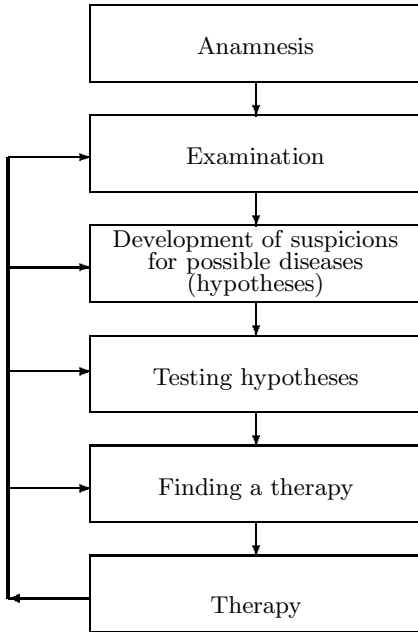 Anamnesis
Examination
Development of suspicions
for possible diseases
(hypotheses)
Testing hypotheses
Finding a therapy
Therapy